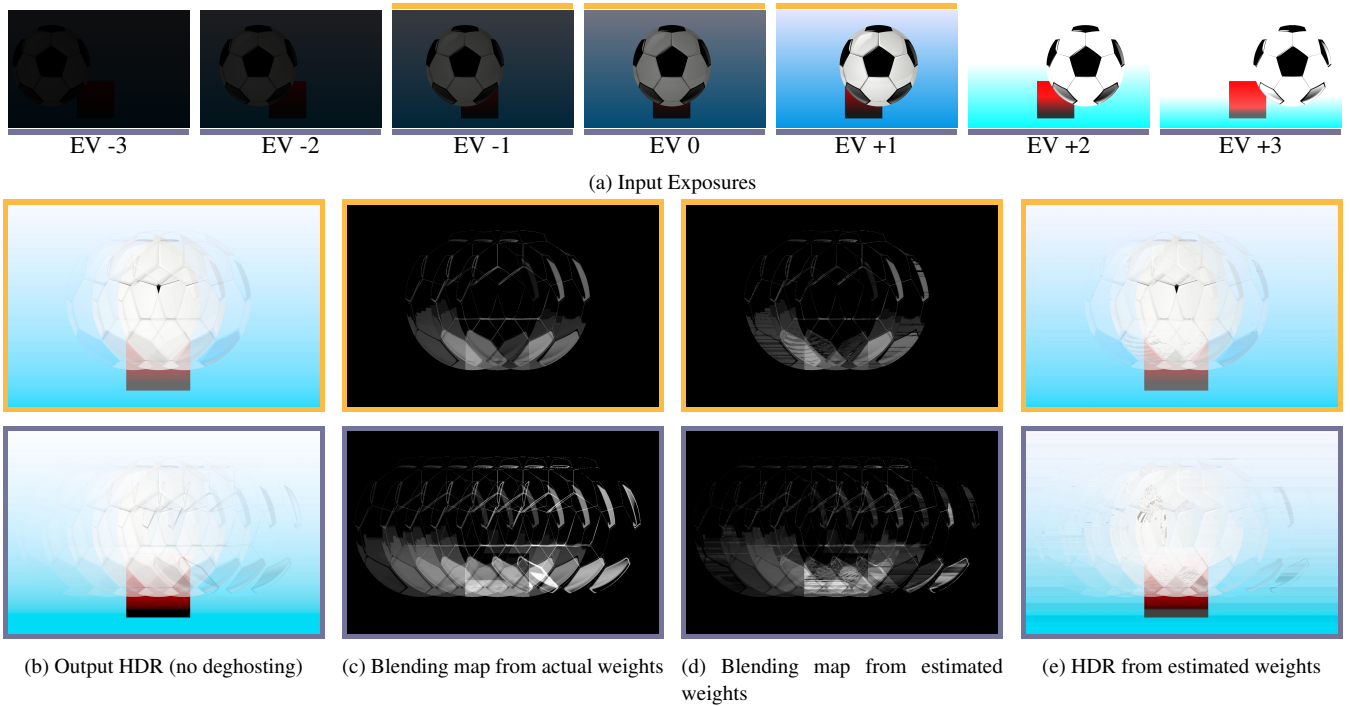 EV -3
EV -2
EV -1
EV 0
EV +1
EV +2
EV +3
(a) Input Exposures
(b) Output HDR (no deghosting)
(c) Blending map from actual weights
(d) Blending map from estimated
weights
(e) HDR from estimated weights